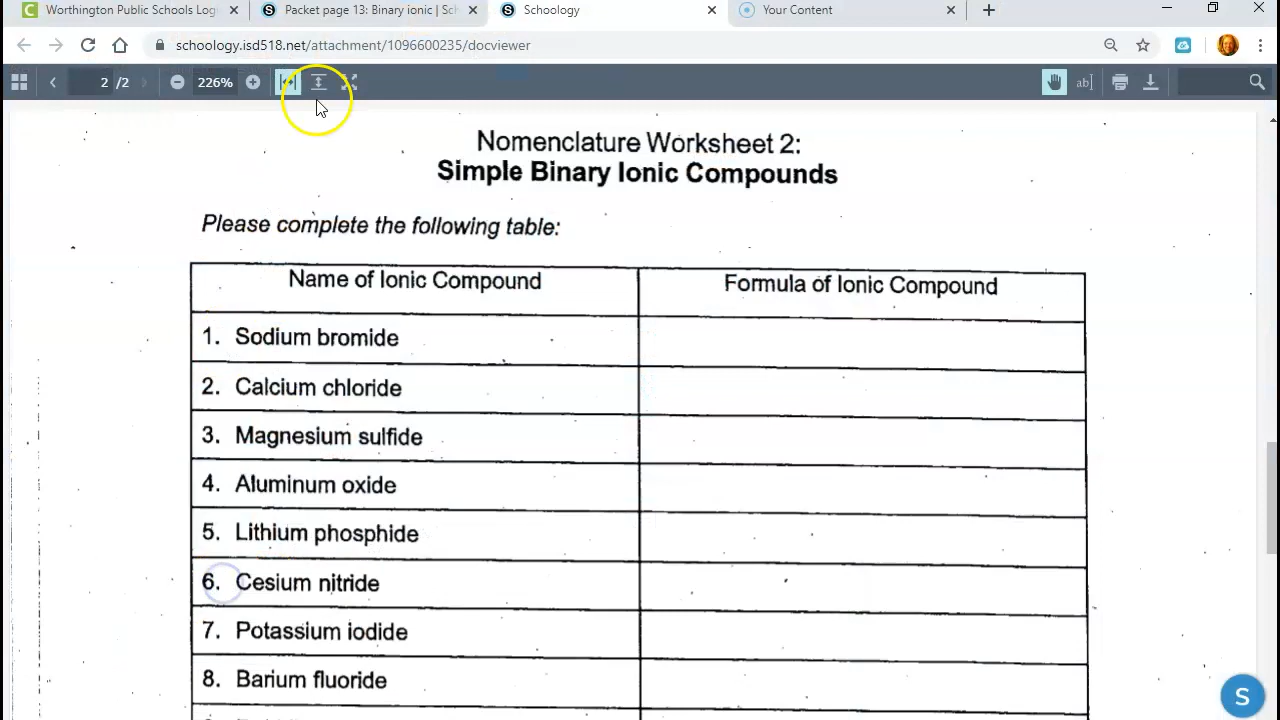 Worthington Public Schools Log
Packet page 13: Binary ionic | Sch
Schoology
Your Content
schoology.isd518.net/attachment/1096600235/docviewer
2 /2
226%
ab|
Nomenclature Worksheet 2:
Simple Binary Ionic Compounds
Please complete the following table:
Name of Ionic Compound
Formula of Ionic Compound
1. Sodium bromide
2. Calcium chloride
3. Magnesium sulfide
4. Aluminum oxide
5. Lithium phosphide
6. Cesium nitride
7. Potassium iodide
8. Barium fluoride
S